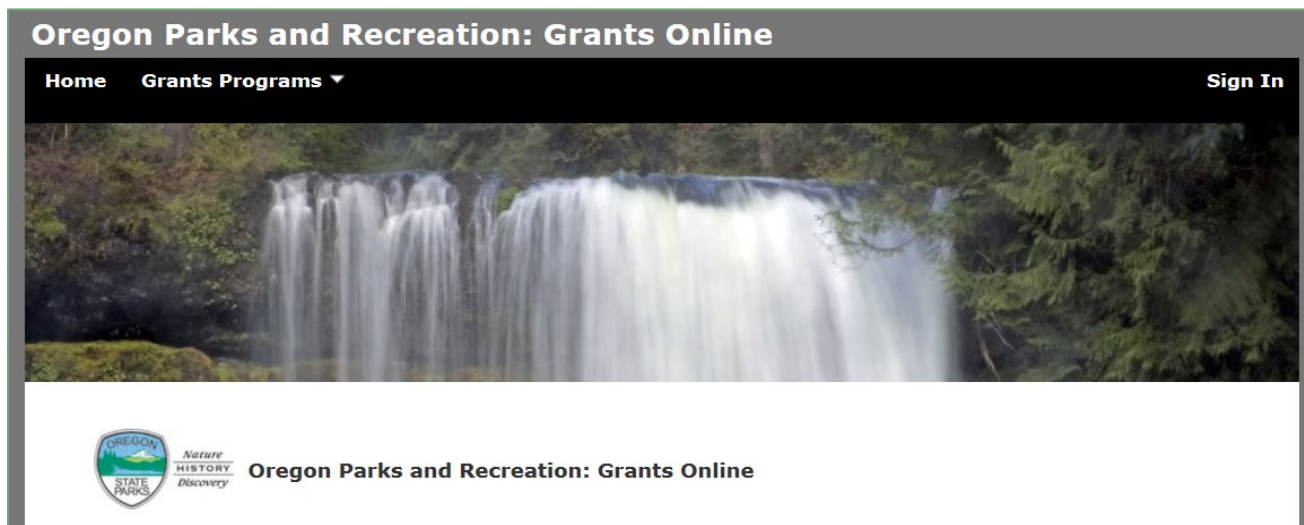 Oregon Parks and Recreation: Grants Online
Home Grants Programs Sign In
OREGON
STATE
PARKS
Nature
HISTORY
Discovery
Oregon Parks and Recreation: Grants Online